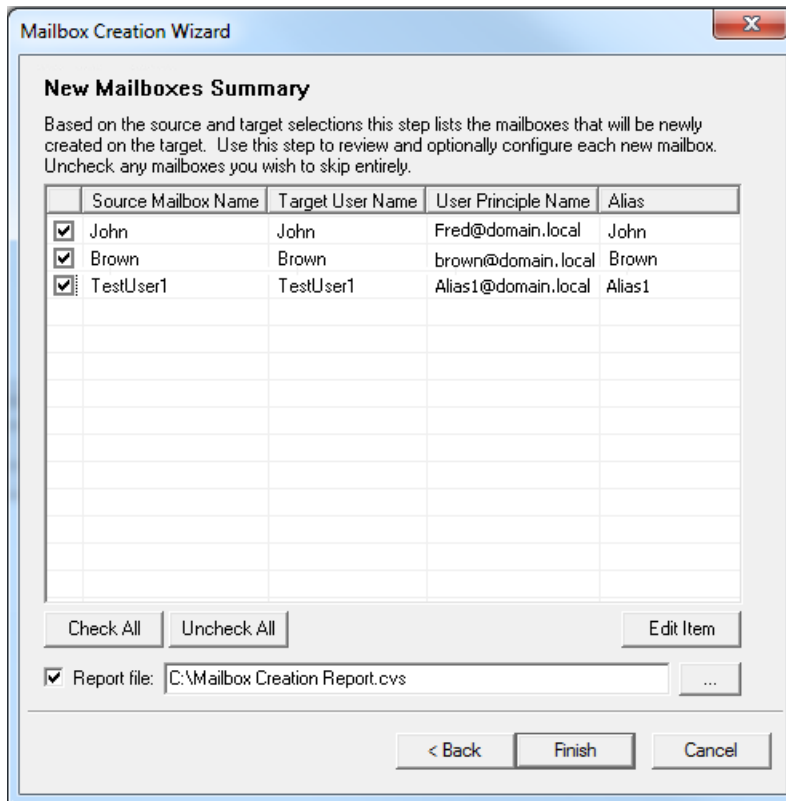 Mailbox Creation Wizard
New Mailboxes Summary
Based on the source and target selections this step lists the mailboxes that will be newly
created on the target. Use this step to review and optionally configure each new mailbox.
Uncheck any mailboxes you wish to skip entirely.
Source Mailbox Name Target User Name User Principle Name Alias
John John Fred@domain.local John
Brown Brown brown@domain.local Brown
TestUser1 TestUser1 Alias1@domain.local Alias1
Check All Uncheck All Edit Item
Report file: C:\Mailbox Creation Report.cvs ...
< Back Finish Cancel